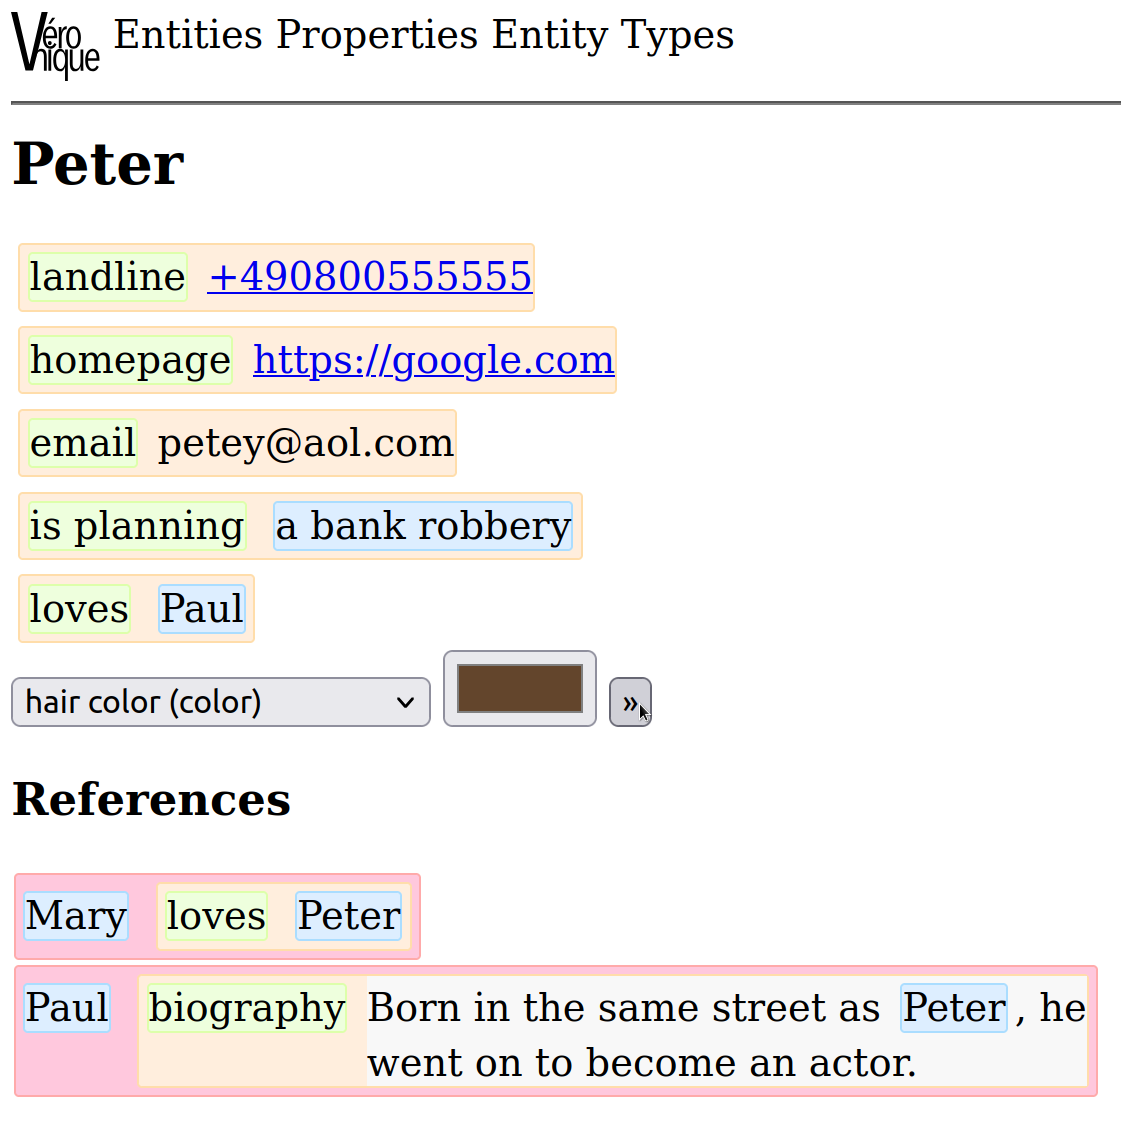 Véronique
Entities Properties Entity Types
Peter
landline +490800555555
homepage https://google.com
email petey@aol.com
is planning a bank robbery
loves Paul
hair color (color) »
References
Mary loves Peter
Paul biography Born in the same street as Peter, he
went on to become an actor.